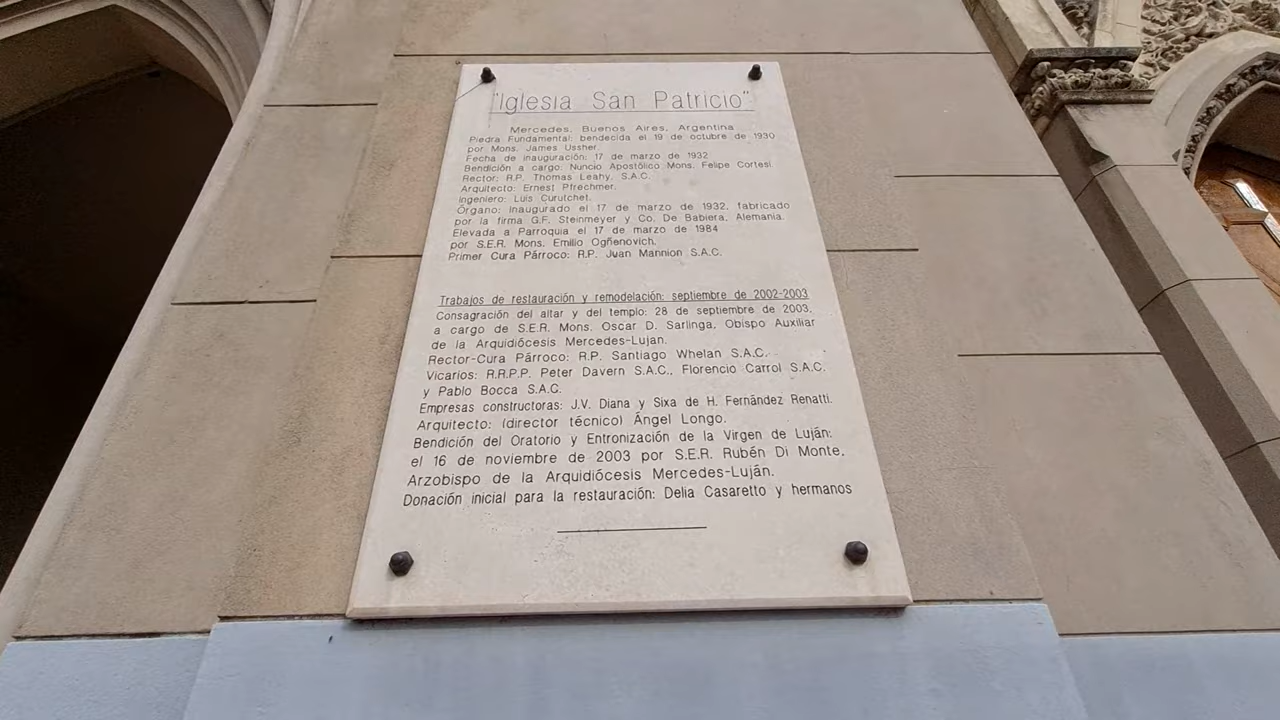 "Iglesia San Patricio"
Mercedes, Buenos Aires, Argentina
Piedra Fundamental: bendecida el 19 de octubre de 1930
por Mons. James Ussher.
Fecha de inauguración: 17 de marzo de 1932
Bendición a cargo: Nuncio Apostólico Mons. Felipe Cortesi
Rector: R.P. Thomas Leahy, S.A.C.
Arquitecto: Ernest Pfrechmer.
Ingeniero: Luis Curutchet.
Órgano: Inaugurado el 17 de marzo de 1932, fabricado
por la firma G.F. Steinmeyer y Co. De Babiera, Alemania.
Elevada a Parroquia el 17 de marzo de 1984
por S.E.R. Mons. Emilio Ogñenovich.
Primer Cura Párroco: R.P. Juan Mannion S.A.C.
Trabajos de restauración y remodelación: septiembre de 2002-2003
Consagración del altar y del templo: 28 de septiembre de 2003,
a cargo de S.E.R. Mons. Oscar D. Sarlinga, Obispo Auxiliar
de la Arquidiócesis Mercedes-Lujan.
Rector-Cura Párroco: R.P. Santiago Whelan S.A.C.
Vicarios: R.R.P.P. Peter Davern S.A.C., Florencio Carrol S.A.C.
y Pablo Bocca S.A.C.
Empresas constructoras: J.V. Diana y Sixa de H. Fernández Renatti.
Arquitecto: (director técnico) Ángel Longo.
Bendición del Oratorio y Entronización de la Virgen de Luján:
el 16 de noviembre de 2003 por S.E.R. Rubén Di Monte,
Arzobispo de la Arquidiócesis Mercedes-Luján.
Donación inicial para la restauración: Delia Casaretto y hermanos